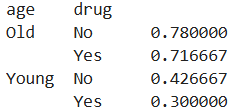 age    drug
Old    No      0.780000
       Yes     0.716667
Young  No      0.426667
       Yes     0.300000